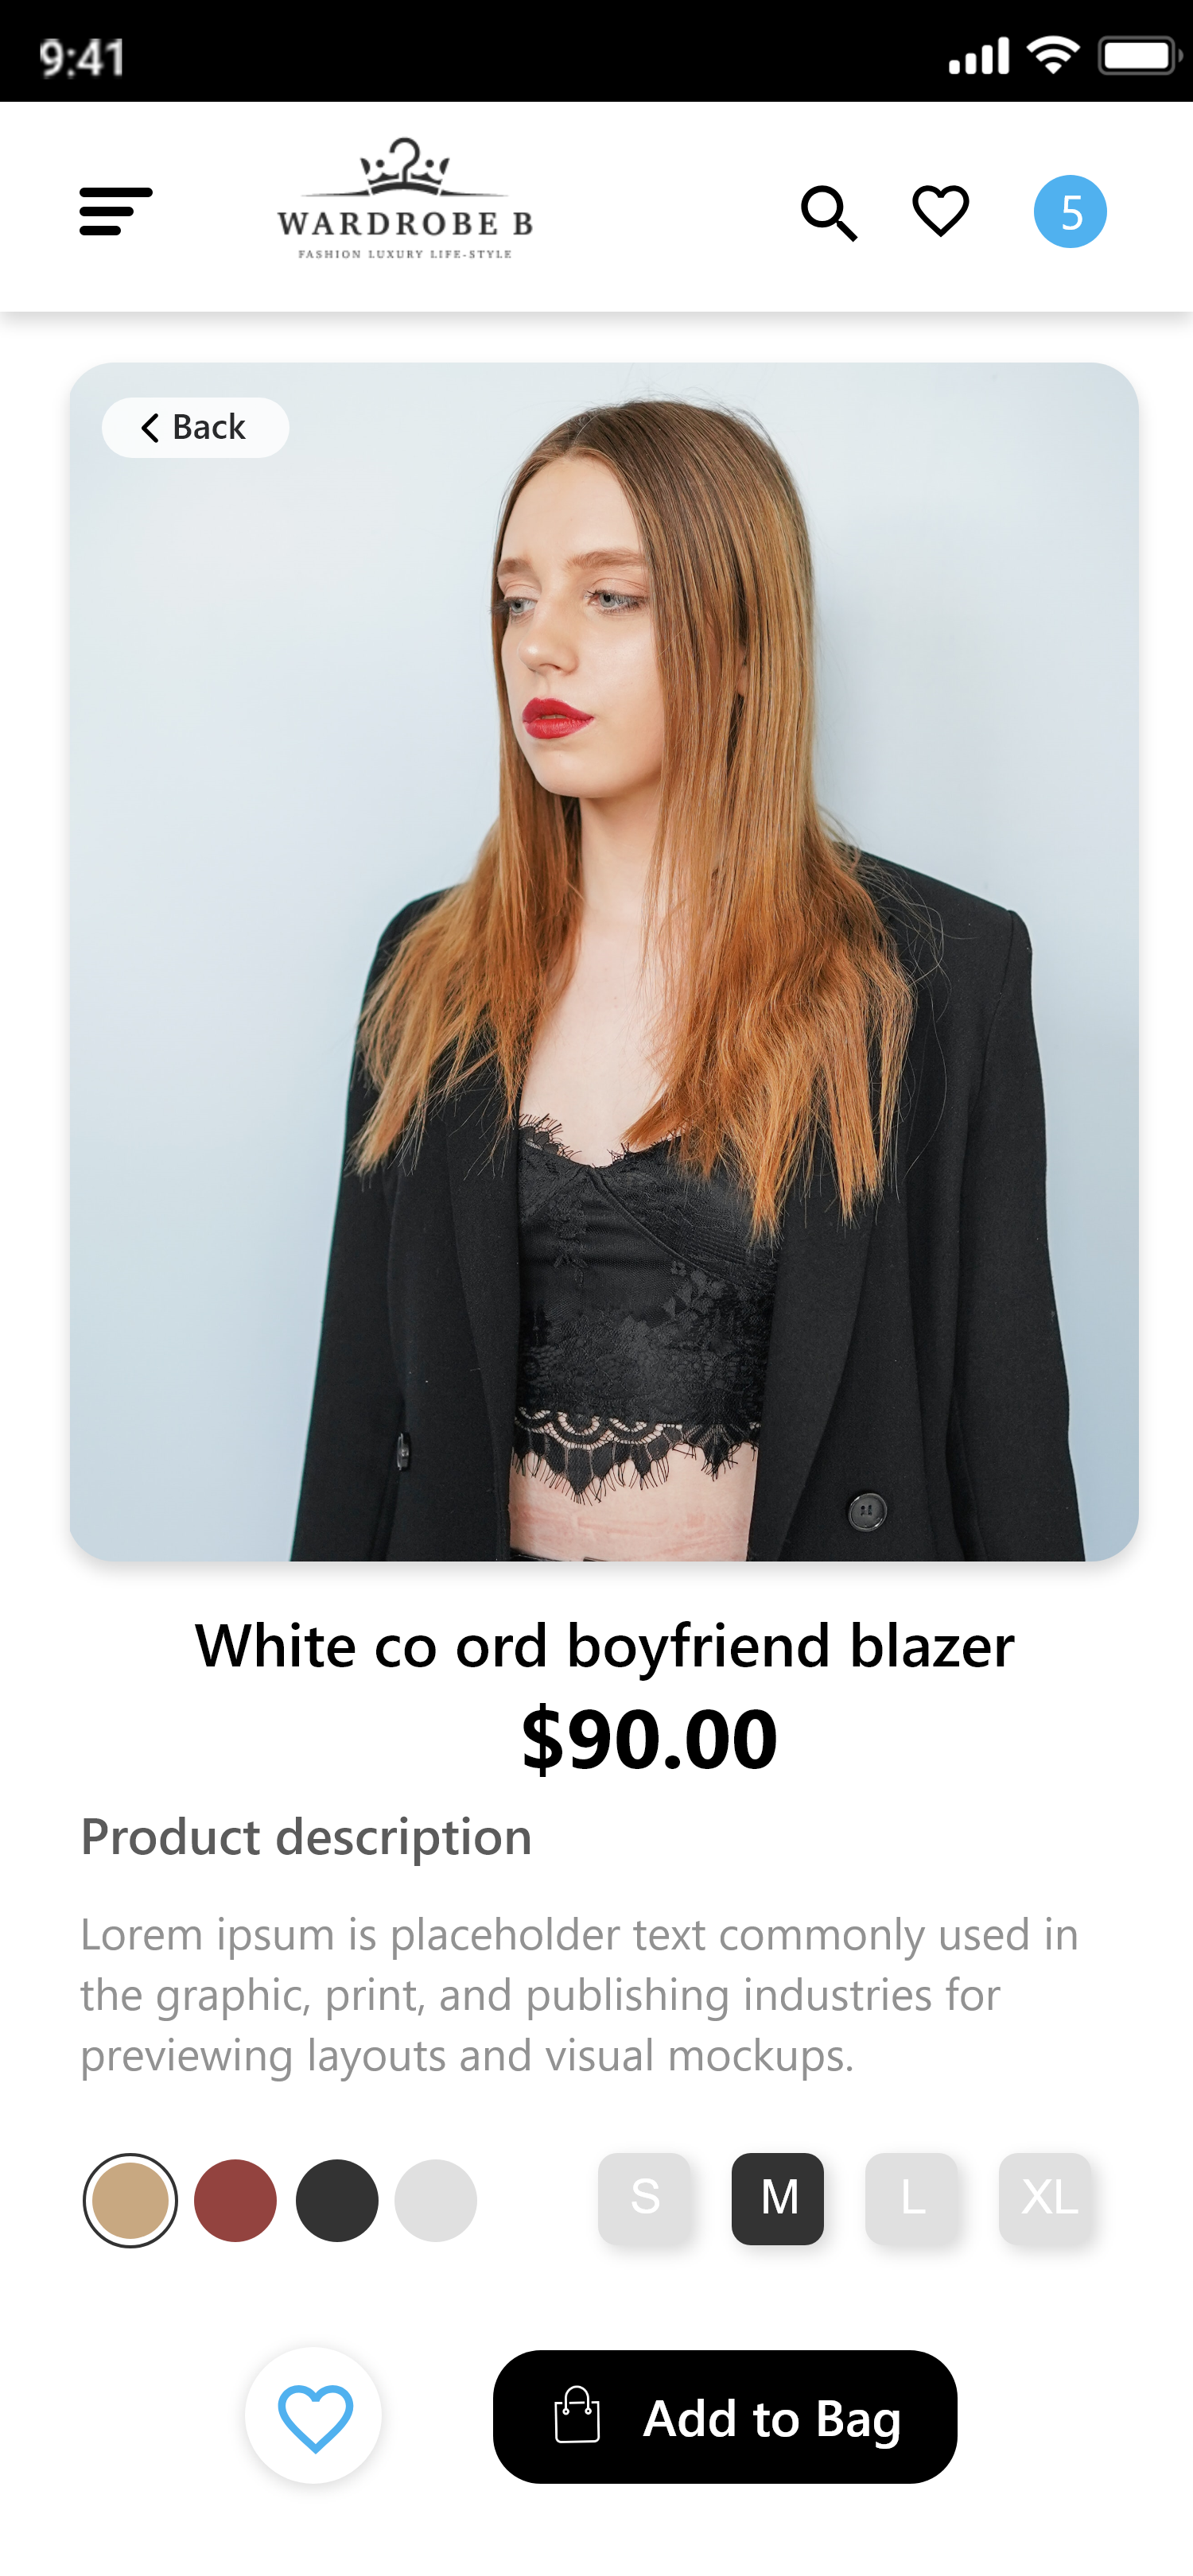 9:41
WARDROBE B
FASHION LUXURY LIFE-STYLE
5
Back
White co ord boyfriend blazer
$90.00
Product description
Lorem ipsum is placeholder text commonly used in
the graphic, print, and publishing industries for
previewing layouts and visual mockups.
S M L XL
Add to Bag